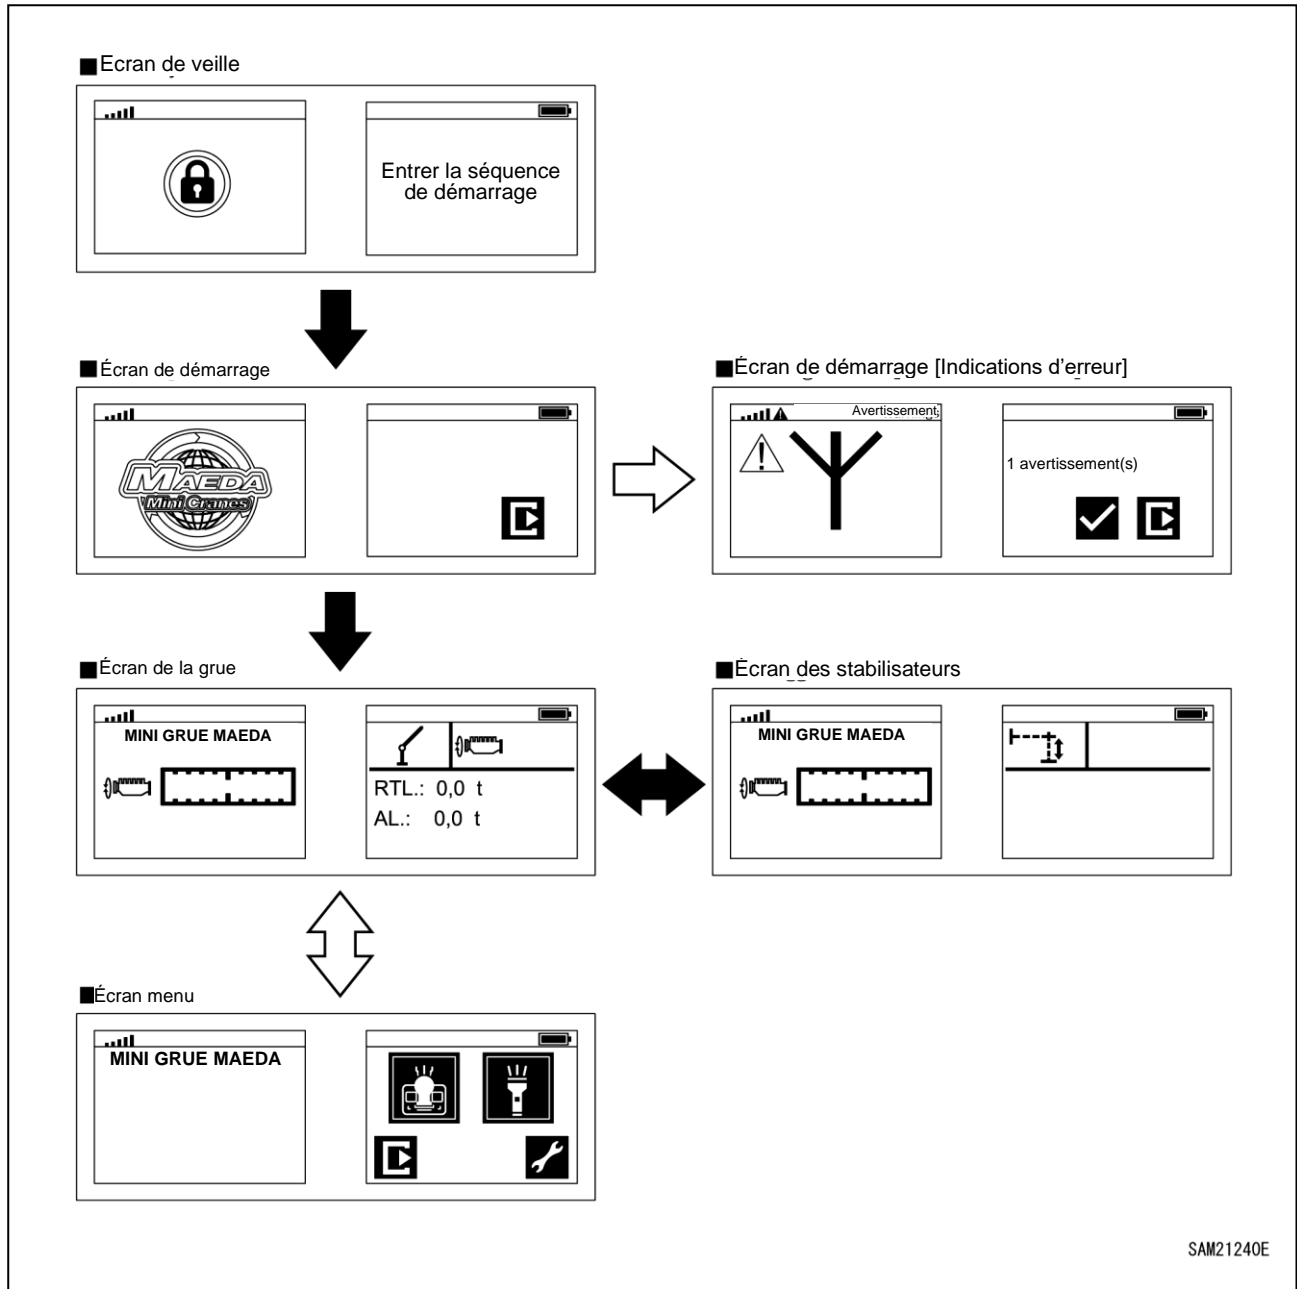 Ecran de veille
Entrer la séquence
de démarrage
Écran de démarrage
MAEDA
Mini Cranes
Écran de démarrage [Indications d'erreur]
Avertissement
1 avertissement(s)
Écran de la grue
MINI GRUE MAEDA
RTL.: 0,0 t
AL.: 0,0 t
Écran des stabilisateurs
MINI GRUE MAEDA
Écran menu
MINI GRUE MAEDA
SAM21240E